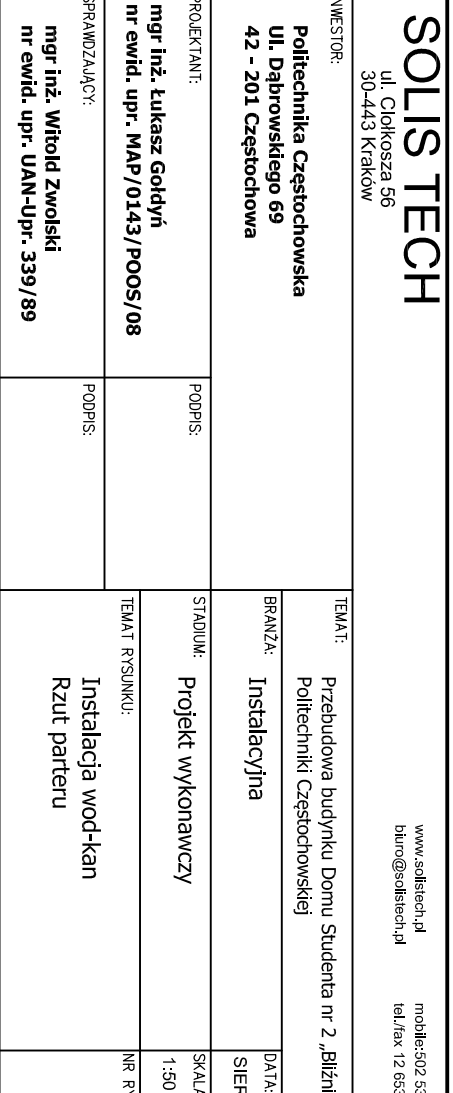 SOLIS TECH
ul. Ciołkosza 56
30-443 Kraków
www.solistech.pl
biuro@solistech.pl
mobile:502 53
tel./fax 12 653
NWESTOR:
Politechnika Częstochowska
Ul. Dąbrowskiego 69
42 - 201 Częstochowa
TEMAT:
Przebudowa budynku Domu Studenta nr 2 „Bliźni
Politechniki Częstochowskiej
BRANŻA:
Instalacyjna
DATA:
SIER
PROJEKTANT:
mgr inż. Łukasz Gołdyń
nr ewid. upr. MAP/0143/POOS/08
PODPIS:
STADIUM:
Projekt wykonawczy
SKALA
1:50
SPRAWDZAJĄCY:
mgr inż. Witold Zwolski
nr ewid. upr. UAN-Upr. 339/89
PODPIS:
TEMAT RYSUNKU:
Instalacja wod-kan
Rzut parteru
NR RY